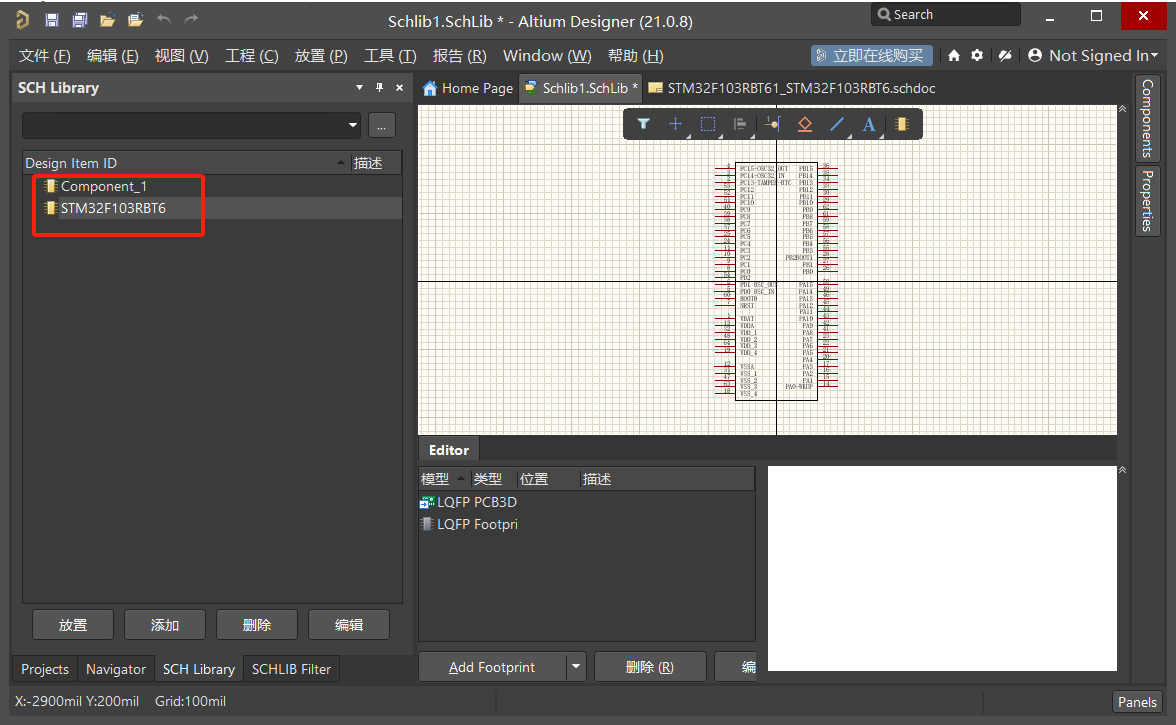 Schlib1.SchLib * - Altium Designer (21.0.8)
Search
文件 (F) 编辑 (E) 视图 (V) 工程 (C) 放置 (P) 工具 (T) 报告 (R) Window (W) 帮助 (H)
立即在线购买
Not Signed In
SCH Library
Home Page
Schlib1.SchLib *
STM32F103RBT61_STM32F103RBT6.schdoc
...
Design Item ID 描述
Component_1
STM32F103RBT6
A
PC15-OSC32_OUT PB15
PC14-OSC32_IN PB14
PC13-TAMPER-RTC PB13
PC12 PB12
PC11 PB11
PC10 PB10
PC9 PB9
PC8 PB8
PC7 PB7
PC6 PB6
PC5 PB5
PC4 PB4
PC3 PB3
PC2 PB2BOOT1
PC1 PB1
PC0 PB0
PD2
PD1_OSC_OUT PA15
PD0_OSC_IN PA14
BOOT0 PA13
NRST PA12
PA11
VBAT PA10
VDDA PA9
VDD_1 PA8
VDD_2 PA7
VDD_3 PA6
VDD_4 PA5
PA4
VSSA PA3
VSS_1 PA2
VSS_2 PA1
VSS_3 PA0-WKUP
VSS_4
Components
Properties
Editor
模型 类型 位置 描述
LQFP PCB3D
LQFP Footpri
放置 添加 删除 编辑
Add Footprint 删除 (R) 编
Projects Navigator SCH Library SCHLIB Filter
X:-2900mil Y:200mil Grid:100mil
Panels